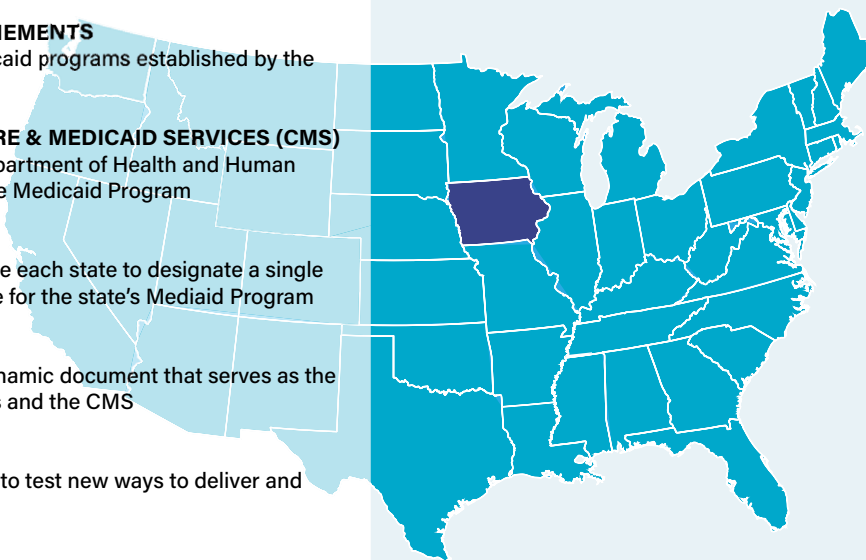 EMENTS
caid programs established by the
RE & MEDICAID SERVICES (CMS)
partment of Health and Human
e Medicaid Program
e each state to designate a single
e for the state's Mediaid Program
namic document that serves as the
s and the CMS
to test new ways to deliver and